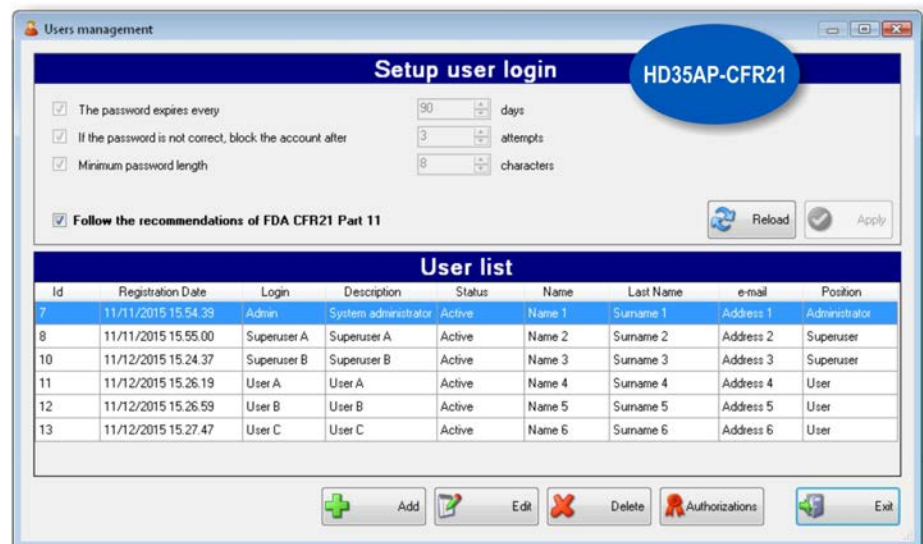 Users management
Setup user login
HD35AP-CFR21
The password expires every 90 days
If the password is not correct, block the account after 3 attempts
Minimum password length 8 characters
Follow the recommendations of FDA CFR21 Part 11
Reload Apply
User list
Id Registration Date Login Description Status Name Last Name e-mail Position
7 11/11/2015 15.54.39 Admin System administrator Active Name 1 Surname 1 Address 1 Administrator
8 11/11/2015 15.55.00 Superuser A Superuser A Active Name 2 Surname 2 Address 2 Superuser
10 11/12/2015 15.24.37 Superuser B Superuser B Active Name 3 Surname 3 Address 3 Superuser
11 11/12/2015 15.26.19 User A User A Active Name 4 Surname 4 Address 4 User
12 11/12/2015 15.26.59 User B User B Active Name 5 Surname 5 Address 5 User
13 11/12/2015 15.27.47 User C User C Active Name 6 Surname 6 Address 6 User
Add Edit Delete Authorizations Exit